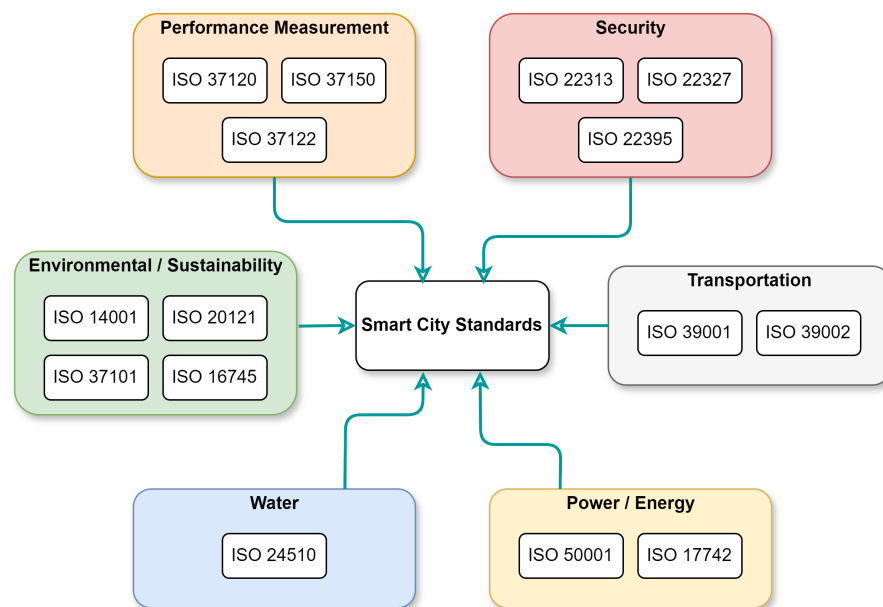 Performance Measurement
ISO 37120
ISO 37150
ISO 37122
Security
ISO 22313
ISO 22327
ISO 22395
Environmental / Sustainability
ISO 14001
ISO 20121
ISO 37101
ISO 16745
Smart City Standards
Transportation
ISO 39001
ISO 39002
Water
ISO 24510
Power / Energy
ISO 50001
ISO 17742